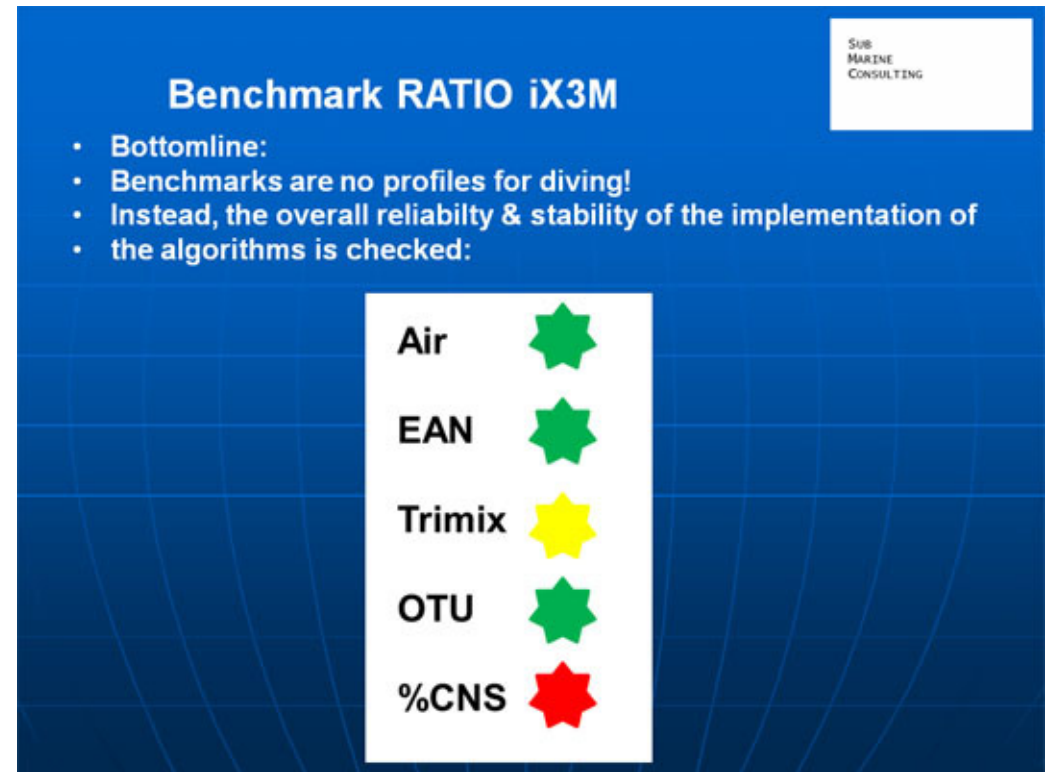 SUB
MARINE
CONSULTING
Benchmark RATIO iX3M
• Bottomline:
• Benchmarks are no profiles for diving!
• Instead, the overall reliabilty & stability of the implementation of
• the algorithms is checked:
Air
EAN
Trimix
OTU
%CNS